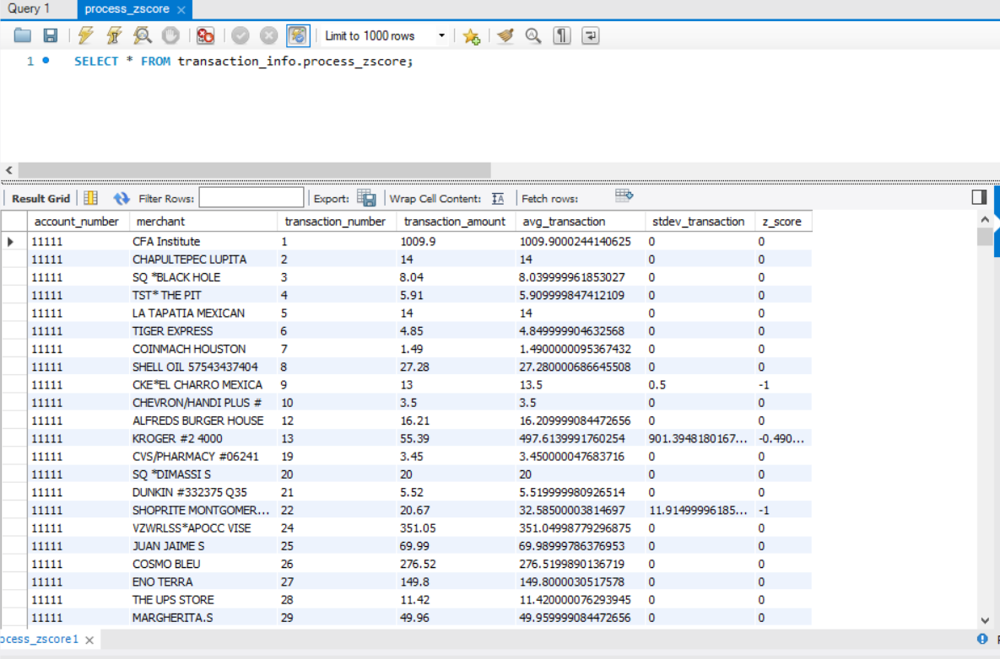 Query 1 process_zscore
Limit to 1000 rows
1 SELECT * FROM transaction_info.process_zscore;
Result Grid Filter Rows: Export: Wrap Cell Content: IA Fetch rows:
account_number merchant transaction_number transaction_amount avg_transaction stdev_transaction z_score
11111 CFA Institute 1 1009.9 1009.9000244140625 0 0
11111 CHAPULTEPEC LUPITA 2 14 14 0 0
11111 SQ *BLACK HOLE 3 8.04 8.039999961853027 0 0
11111 TST* THE PIT 4 5.91 5.909999847412109 0 0
11111 LA TAPATIA MEXICAN 5 14 14 0 0
11111 TIGER EXPRESS 6 4.85 4.849999904632568 0 0
11111 COINMACH HOUSTON 7 1.49 1.4900000095367432 0 0
11111 SHELL OIL 57543437404 8 27.28 27.280000686645508 0 0
11111 CKE*EL CHARRO MEXICA 9 13 13.5 0.5 -1
11111 CHEVRON/HANDI PLUS # 10 3.5 3.5 0 0
11111 ALFREDS BURGER HOUSE 12 16.21 16.209999084472656 0 0
11111 KROGER #2 4000 13 55.39 497.6139991760254 901.3948180167... -0.490...
11111 CVS/PHARMACY #06241 19 3.45 3.450000047683716 0 0
11111 SQ *DIMASSI S 20 20 20 0 0
11111 DUNKIN #332375 Q35 21 5.52 5.519999980926514 0 0
11111 SHOPRITE MONTGOMER... 22 20.67 32.58500003814697 11.91499996185... -1
11111 VZWRLSS*APOCC VISE 24 351.05 351.04998779296875 0 0
11111 JUAN JAIME S 25 69.99 69.98999786376953 0 0
11111 COSMO BLEU 26 276.52 276.5199890136719 0 0
11111 ENO TERRA 27 149.8 149.8000030517578 0 0
11111 THE UPS STORE 28 11.42 11.420000076293945 0 0
11111 MARGHERITA.S 29 49.96 49.959999084472656 0 0
ocess_zscore1